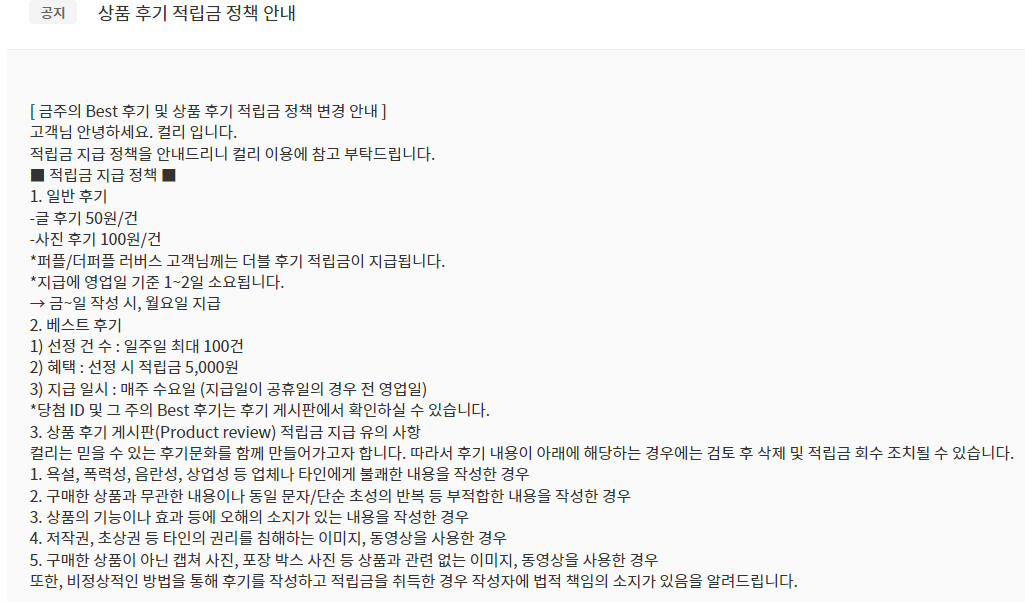 공지 상품 후기 적립금 정책 안내
[ 금주의 Best 후기 및 상품 후기 적립금 정책 변경 안내 ]
고객님 안녕하세요. 컬리 입니다.
적립금 지급 정책을 안내드리니 컬리 이용에 참고 부탁드립니다.
■ 적립금 지급 정책 ■
1. 일반 후기
-글 후기 50원/건
-사진 후기 100원/건
*퍼플/더퍼플 러버스 고객님께는 더블 후기 적립금이 지급됩니다.
*지급에 영업일 기준 1~2일 소요됩니다.
→ 금~일 작성 시, 월요일 지급
2. 베스트 후기
1) 선정 건 수 : 일주일 최대 100건
2) 혜택 : 선정 시 적립금 5,000원
3) 지급 일시 : 매주 수요일 (지급일이 공휴일의 경우 전 영업일)
*당첨 ID 및 그 주의 Best 후기는 후기 게시판에서 확인하실 수 있습니다.
3. 상품 후기 게시판(Product review) 적립금 지급 유의 사항
컬리는 믿을 수 있는 후기문화를 함께 만들어가고자 합니다. 따라서 후기 내용이 아래에 해당하는 경우에는 검토 후 삭제 및 적립금 회수 조치될 수 있습니다.
1. 욕설, 폭력성, 음란성, 상업성 등 업체나 타인에게 불쾌한 내용을 작성한 경우
2. 구매한 상품과 무관한 내용이나 동일 문자/단순 초성의 반복 등 부적합한 내용을 작성한 경우
3. 상품의 기능이나 효과 등에 오해의 소지가 있는 내용을 작성한 경우
4. 저작권, 초상권 등 타인의 권리를 침해하는 이미지, 동영상을 사용한 경우
5. 구매한 상품이 아닌 캡쳐 사진, 포장 박스 사진 등 상품과 관련 없는 이미지, 동영상을 사용한 경우
또한, 비정상적인 방법을 통해 후기를 작성하고 적립금을 취득한 경우 작성자에 법적 책임의 소지가 있음을 알려드립니다.